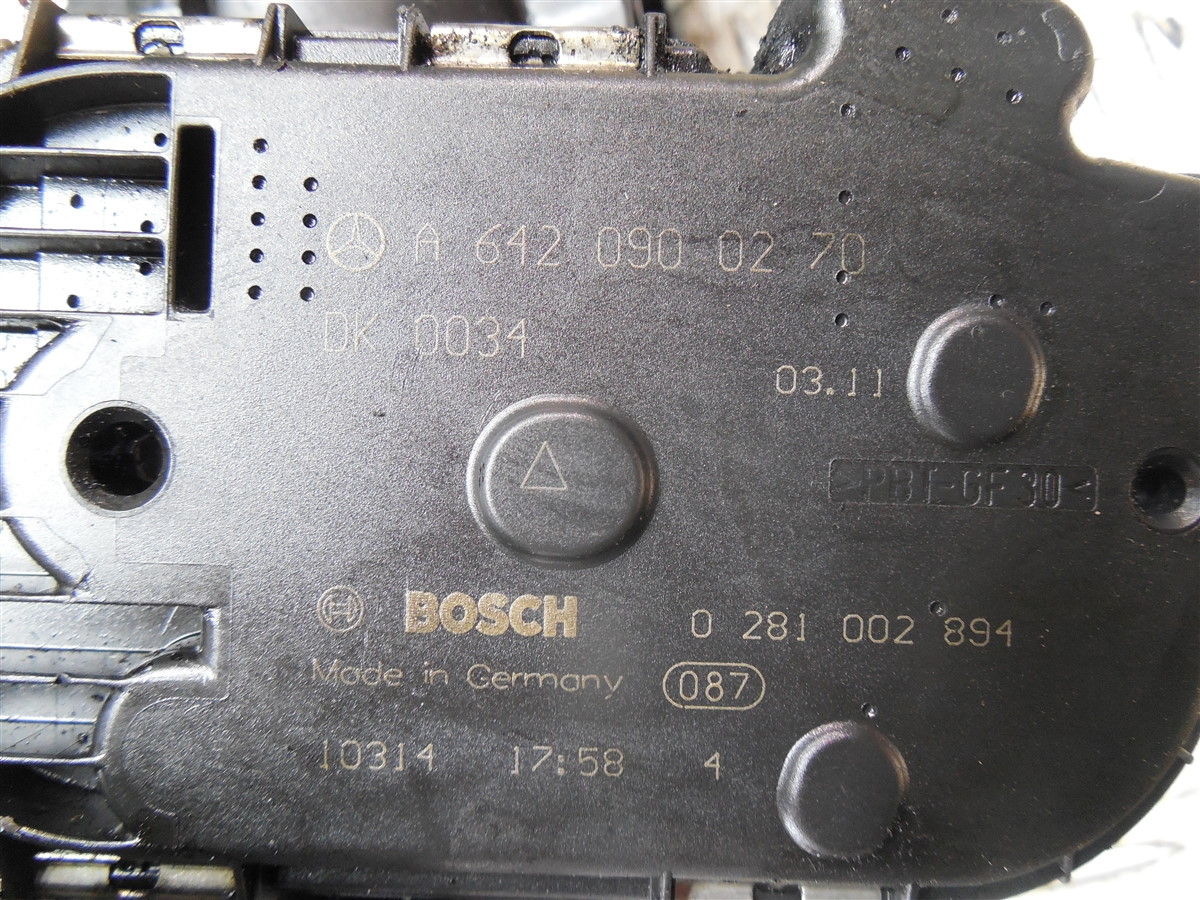 A 642 090 02 70
DK 0034
03.11
>PBT-GF30<
BOSCH 0 281 002 894
Made in Germany 087
10314 17:58 4